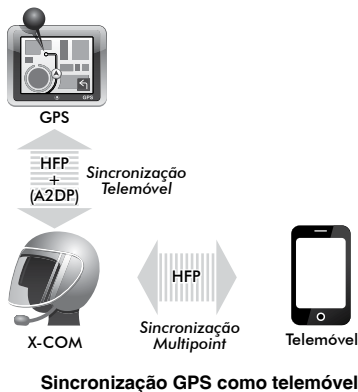 GPS
GPS
HFP
+
(A2DP)
Sincronização
Telemóvel
HFP
X-COM
Sincronização
Multipoint
Telemóvel
Sincronização GPS como telemóvel